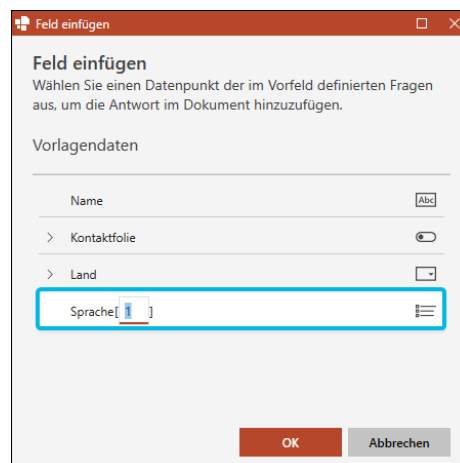 Feld einfügen
Feld einfügen
Wählen Sie einen Datenpunkt der im Vorfeld definierten Fragen
aus, um die Antwort im Dokument hinzuzufügen.
Vorlagendaten
Name
Abc
Kontaktfolie
Land
Sprache[ 1 ]
OK
Abbrechen